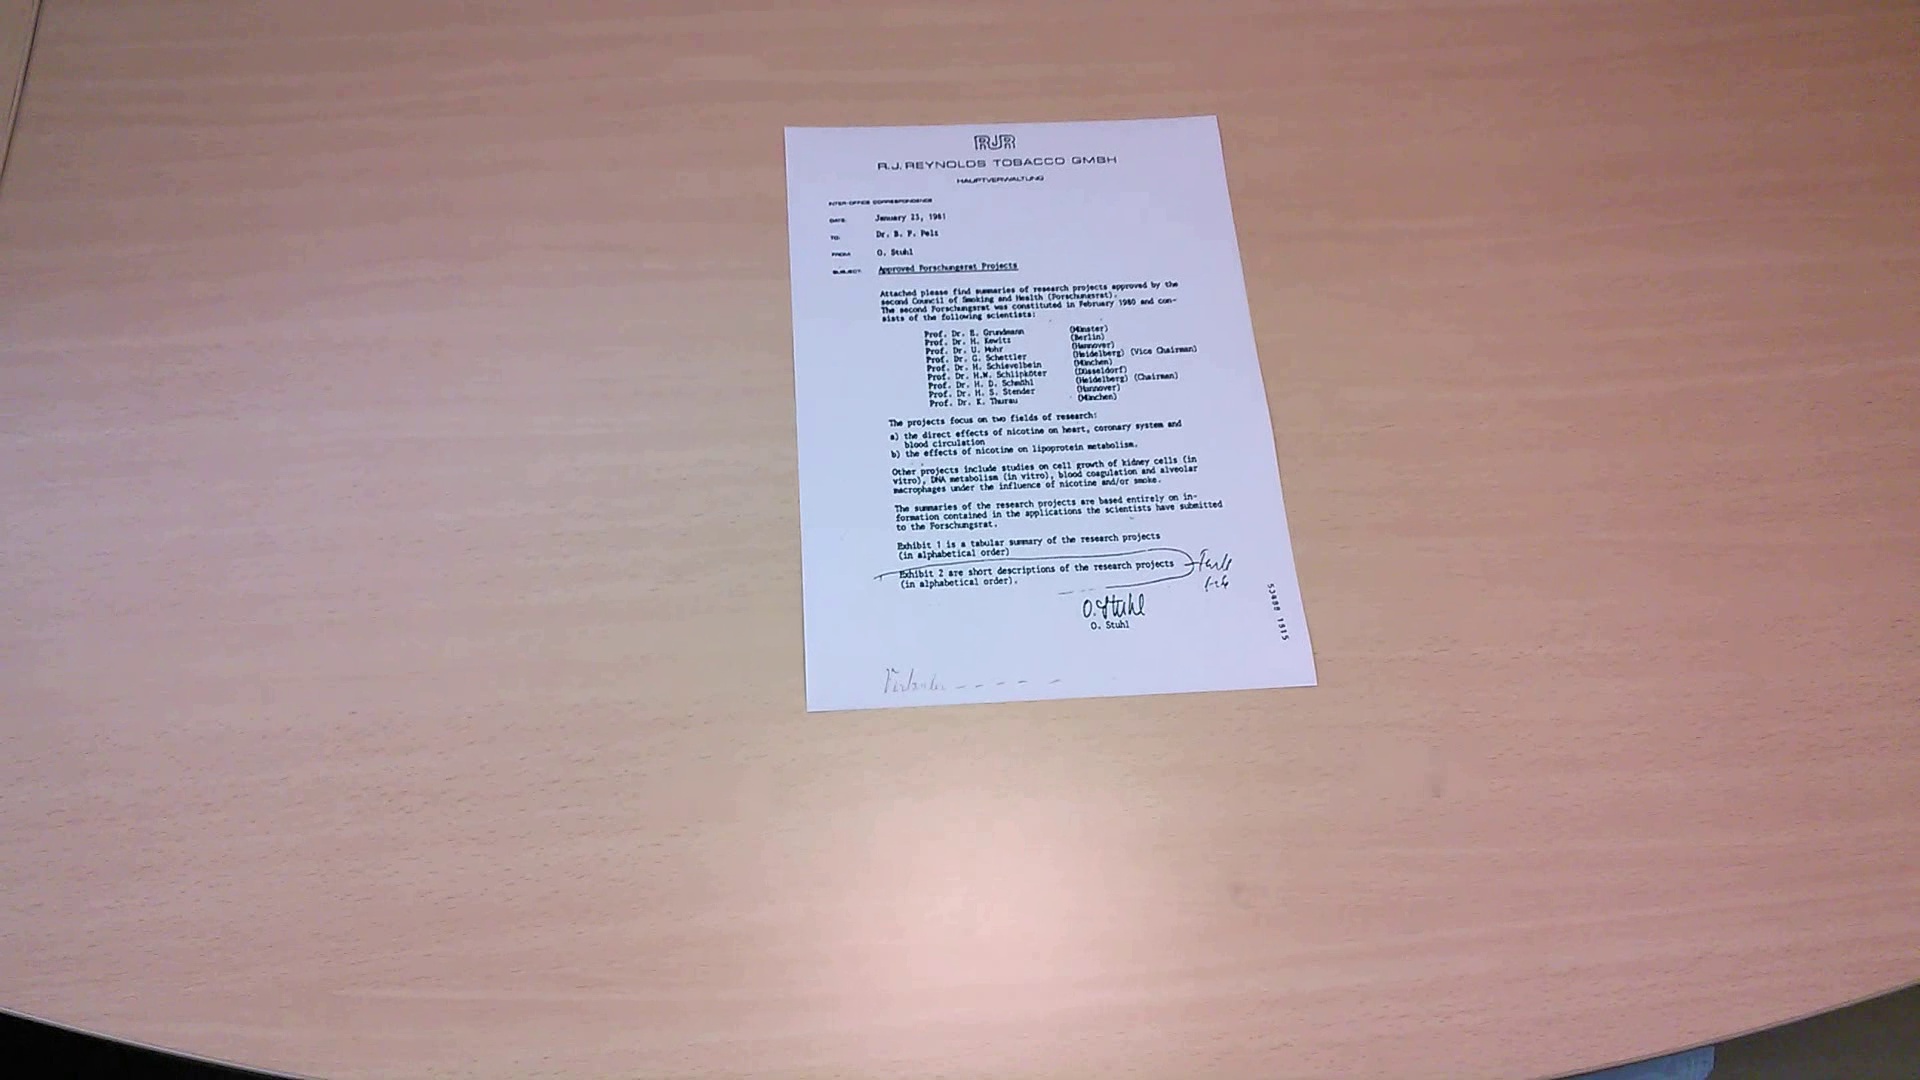 RJR
R.J. REYNOLDS TOBACCO GMBH
HAUPTVERWALTUNG
INTER-OFFICE CORRESPONDENCE
DATE: January 23, 1981
TO: Dr. B. F. Pelz
FROM O. Stuhl
SUBJECT: Approved Forschungsrat Projects
Attached please find summaries of research projects approved by the
second Council of Smoking and Health (Forschungsrat).
The second Forschungsrat was constituted in February 1980 and con-
sists of the following scientists:
Prof. Dr. E. Grundmann (Münster)
Prof. Dr. H. Kewitz (Berlin)
Prof. Dr. U. Mohr (Hannover)
Prof. Dr. G. Schettler (Heidelberg) (Vice Chairman)
Prof. Dr. H. Schievelbein (München)
Prof. Dr. H.W. Schlipköter (Düsseldorf)
Prof. Dr. H. D. Schmähl (Heidelberg) (Chairman)
Prof. Dr. H. S. Stender (Hannover)
Prof. Dr. K. Thurau (München)
The projects focus on two fields of research:
a) the direct effects of nicotine on heart, coronary system and
blood circulation
b) the effects of nicotine on lipoprotein metabolism.
Other projects include studies on cell growth of kidney cells (in
vitro), DNA metabolism (in vitro), blood coagulation and alveolar
macrophages under the influence of nicotine and/or smoke.
The summaries of the research projects are based entirely on in-
formation contained in the applications the scientists have submitted
to the Forschungsrat.
Exhibit 1 is a tabular summary of the research projects
(in alphabetical order)
Exhibit 2 are short descriptions of the research projects
(in alphabetical order).
O. Stuhl
O. Stuhl